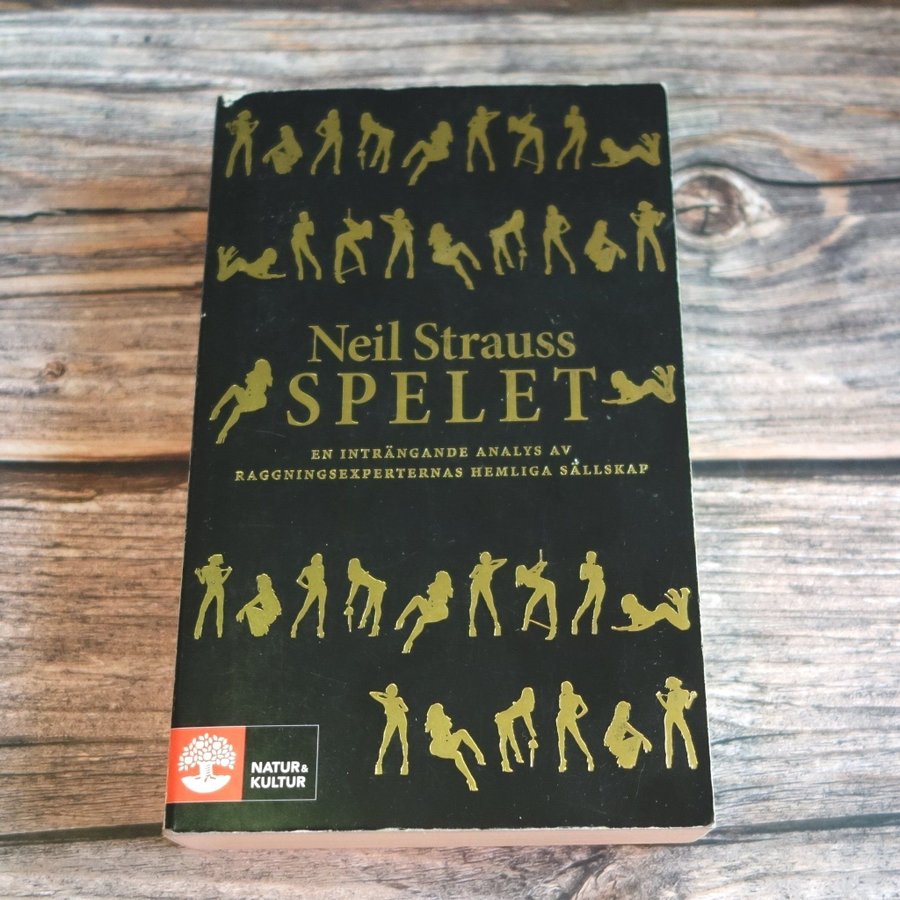 Neil Strauss
SPELET
EN INTRÄNGANDE ANALYS AV
RAGGNINGSEXPERTERNAS HEMLIGA SÄLLSKAP
NATUR &
KULTUR